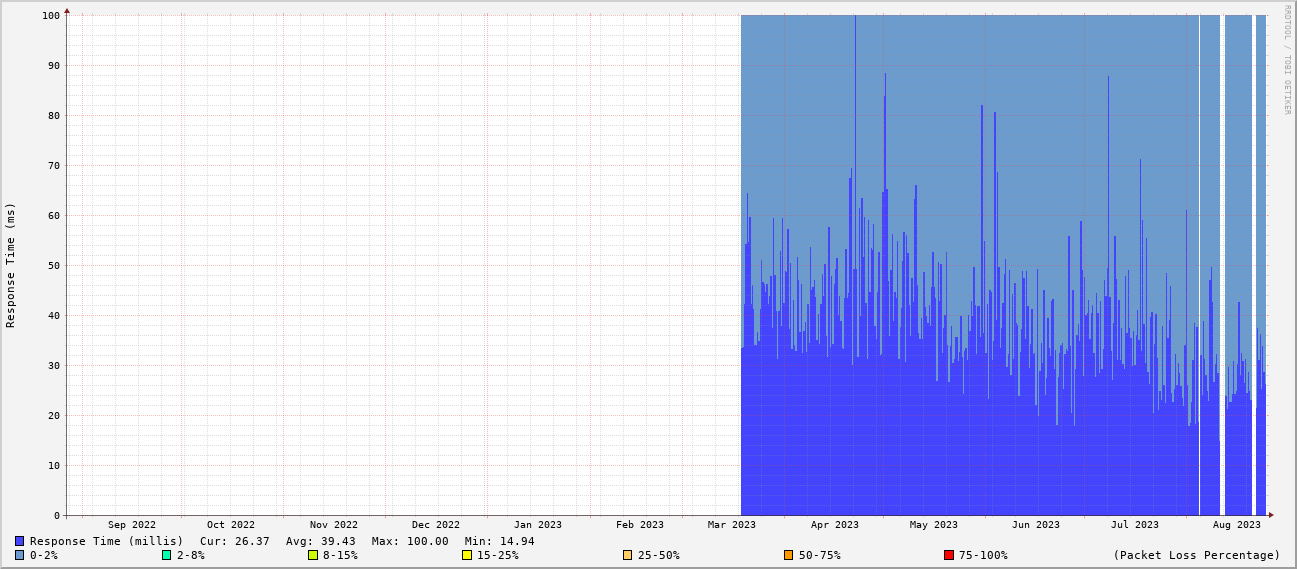 RRDTOOL / TOBI OETIKER
Response Time (ms)
100
90
80
70
60
50
40
30
20
10
0
Sep 2022 Oct 2022 Nov 2022 Dec 2022 Jan 2023 Feb 2023 Mar 2023 Apr 2023 May 2023 Jun 2023 Jul 2023 Aug 2023
Response Time (millis) Cur: 26.37 Avg: 39.43 Max: 100.00 Min: 14.94
0-2% 2-8% 8-15% 15-25% 25-50% 50-75% 75-100% (Packet Loss Percentage)